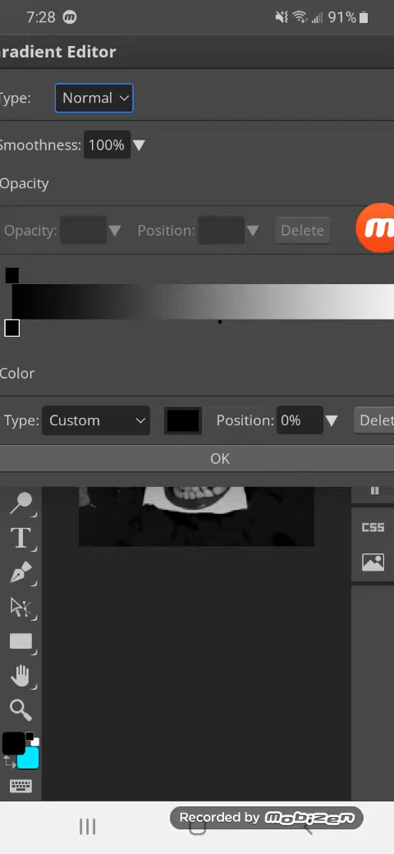 7:28 m 91%
radient Editor
Type: Normal
Smoothness: 100%
Opacity
Opacity: Position: Delete
m
Color
Type: Custom Position: 0% Delet
OK
T
CSS
Recorded by mobizen